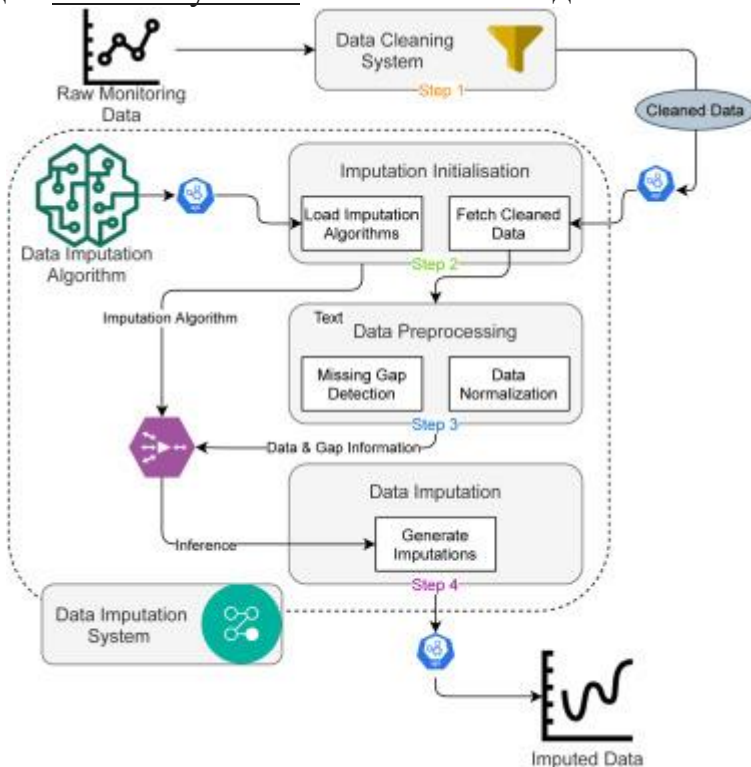 Data Cleaning
System
Step 1
Raw Monitoring
Data
Cleaned Data
Imputation Initialisation
Load Imputation
Algorithms
Fetch Cleaned
Data
Step 2
Data Imputation
Algorithm
Imputation Algorithm
Text
Data Preprocessing
Missing Gap
Detection
Data
Normalization
Step 3
Data & Gap Information
Data Imputation
Generate
Imputations
Inference
Step 4
Data Imputation
System
Imputed Data